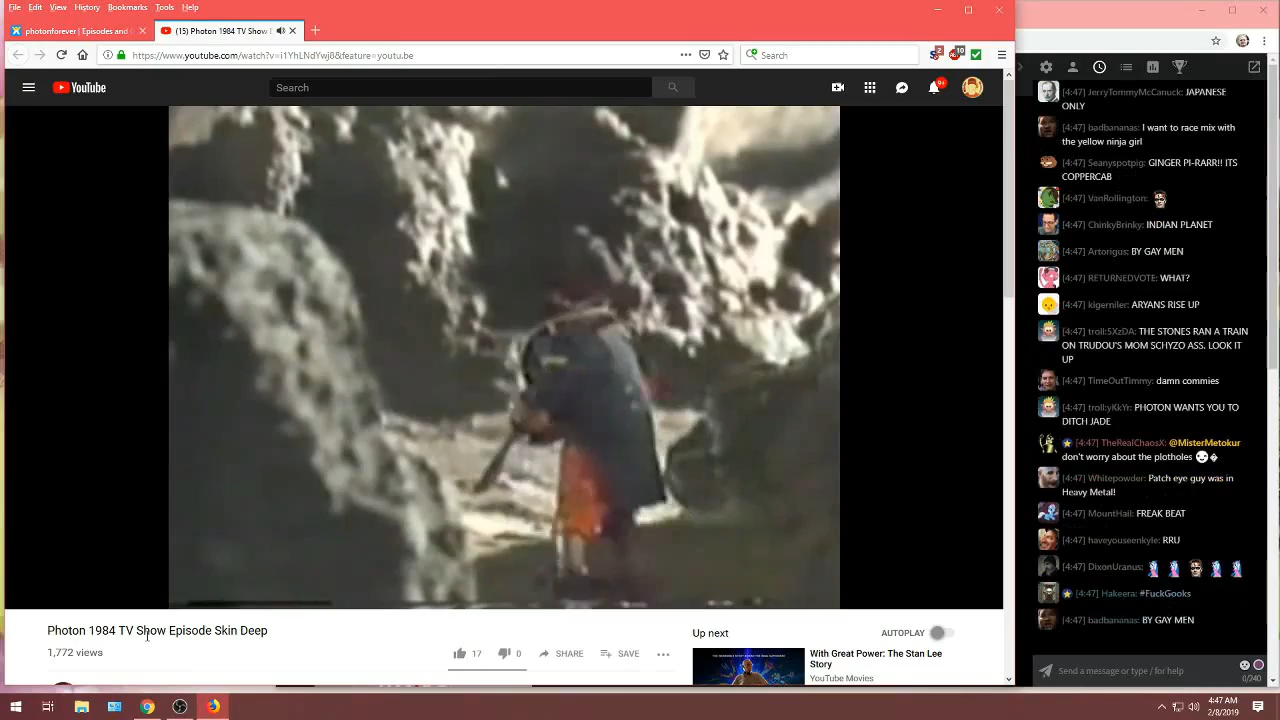 File Edit View History Bookmarks Tools Help
photonforever | Episodes and
(15) Photon 1984 TV Show
https://www.youtube.com/watch?v=i1YhLNdYwj8&feature=youtu.be
Search
2
10
YouTube
Search
9+
[4:47] JerryTommyMcCanuck: JAPANESE
ONLY
[4:47] badbananas: I want to race mix with
the yellow ninja girl
[4:47] Seanyspotpig: GINGER PI-RARR!! ITS
COPPERCAB
[4:47] VanRollington:
[4:47] ChinkyBrinky: INDIAN PLANET
[4:47] Artorigus: BY GAY MEN
[4:47] RETURNEDVOTE: WHAT?
[4:47] kigerniler: ARYANS RISE UP
[4:47] troll:5XzDA: THE STONES RAN A TRAIN
ON TRUDOU'S MOM SCHYZO ASS. LOOK IT
UP
[4:47] TimeOutTimmy: damn commies
[4:47] troll:yKkYr: PHOTON WANTS YOU TO
DITCH JADE
[4:47] TheRealChaosX: @MisterMetokur
don't worry about the plotholes
[4:47] Whitepowder: Patch eye guy was in
Heavy Metal!
[4:47] MountHail: FREAK BEAT
[4:47] haveyouseenkyle: RRU
[4:47] DixonUranus:
[4:47] Hakeera: #FuckGooks
[4:47] badbananas: BY GAY MEN
Photon 1984 TV Show Episode Skin Deep
1,772 views
17
0
SHARE
SAVE
Up next
AUTOPLAY
With Great Power: The Stan Lee
Story
YouTube Movies
Send a message or type / for help
0/240
4:47 AM
2/8/2019